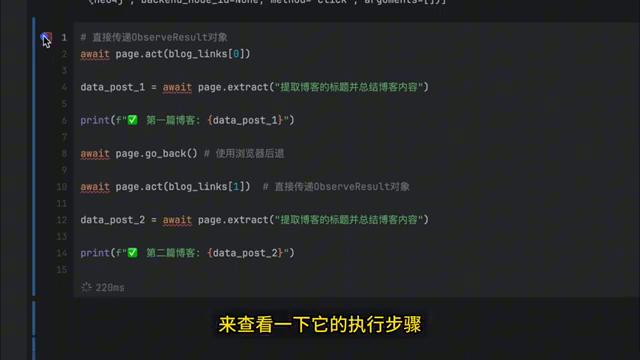 \neo4j", backend_node_id=None, method='click', arguments=[])]
1 # 直接传递ObserveResult对象
2 await page.act(blog_links[0])
3
4 data_post_1 = await page.extract("提取博客的标题并总结博客内容")
5
6 print(f"✅ 第一篇博客: {data_post_1}")
7
8 await page.go_back() # 使用浏览器后退
9
10 await page.act(blog_links[1])  # 直接传递ObserveResult对象
11
12 data_post_2 = await page.extract("提取博客的标题并总结博客内容")
13
14 print(f"✅ 第二篇博客: {data_post_2}")
15
220ms
来查看一下它的执行步骤